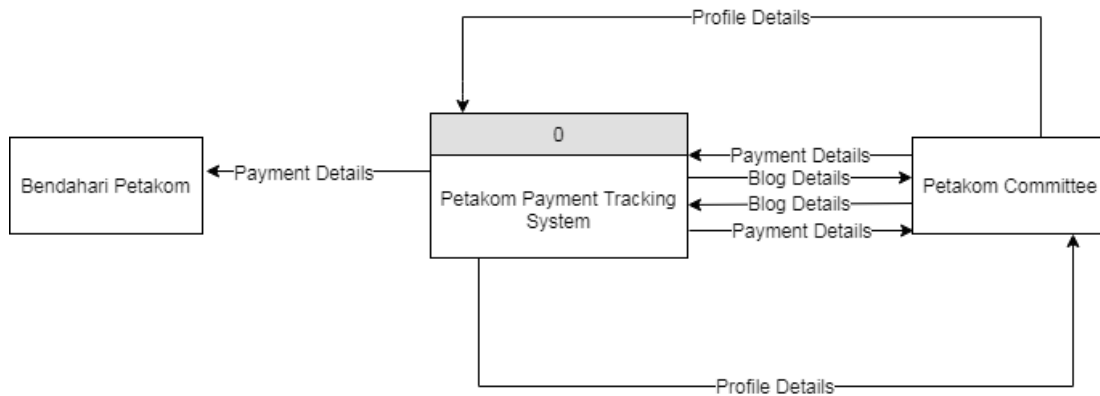 Profile Details
0
Bendahari Petakom
Payment Details
Petakom Payment Tracking
System
Payment Details
Blog Details
Blog Details
Payment Details
Petakom Committee
Profile Details